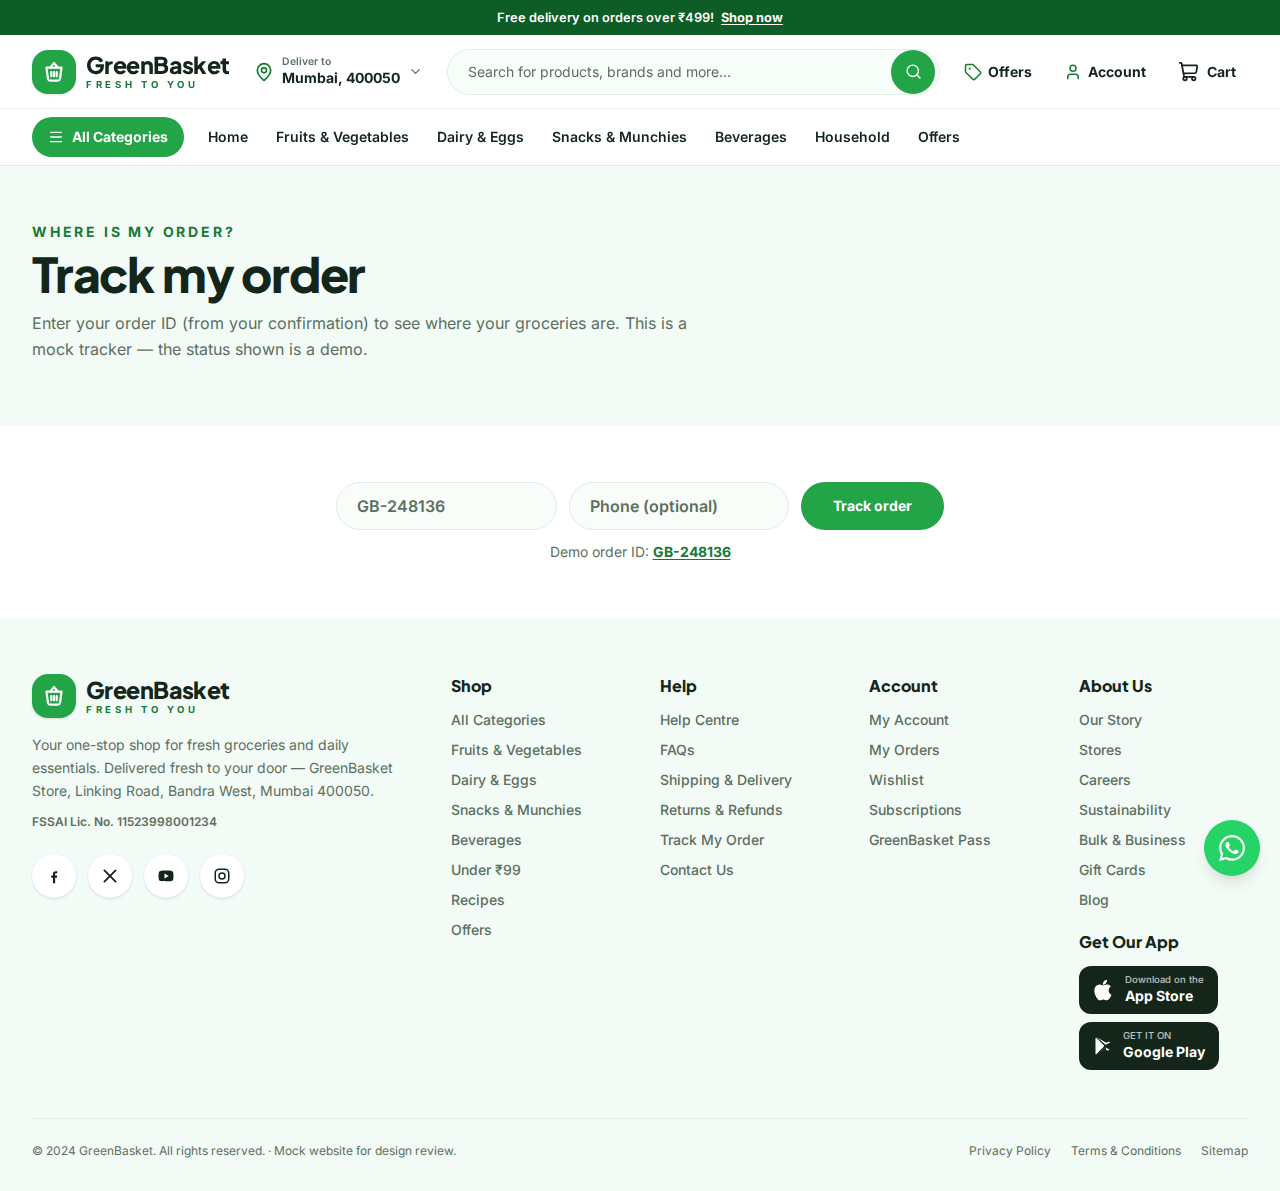 Free delivery on orders over ₹499! Shop now
GreenBasket
FRESH TO YOU
Deliver to
Mumbai, 400050
Search for products, brands and more...
Offers
Account
Cart
All Categories
Home
Fruits & Vegetables
Dairy & Eggs
Snacks & Munchies
Beverages
Household
Offers
WHERE IS MY ORDER?
Track my order
Enter your order ID (from your confirmation) to see where your groceries are. This is a
mock tracker — the status shown is a demo.
GB-248136
Phone (optional)
Track order
Demo order ID: GB-248136
GreenBasket
FRESH TO YOU
Your one-stop shop for fresh groceries and daily
essentials. Delivered fresh to your door — GreenBasket
Store, Linking Road, Bandra West, Mumbai 400050.
FSSAI Lic. No. 11523998001234
Shop
All Categories
Fruits & Vegetables
Dairy & Eggs
Snacks & Munchies
Beverages
Under ₹99
Recipes
Offers
Help
Help Centre
FAQs
Shipping & Delivery
Returns & Refunds
Track My Order
Contact Us
Account
My Account
My Orders
Wishlist
Subscriptions
GreenBasket Pass
About Us
Our Story
Stores
Careers
Sustainability
Bulk & Business
Gift Cards
Blog
Get Our App
Download on the
App Store
GET IT ON
Google Play
© 2024 GreenBasket. All rights reserved. · Mock website for design review.
Privacy Policy
Terms & Conditions
Sitemap